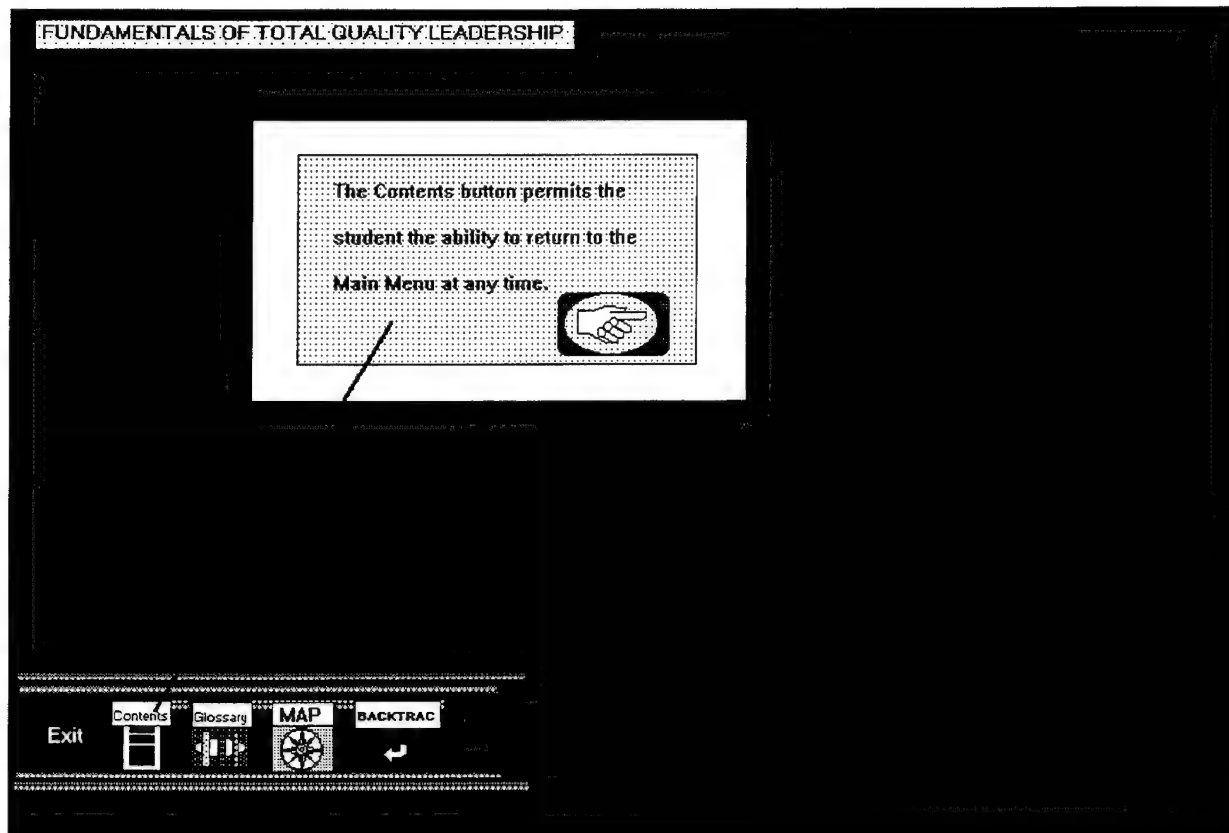 FUNDAMENTALS OF TOTAL QUALITY LEADERSHIP
The Contents button permits the
student the ability to return to the
Main Menu at any time.
Exit
Contents
Glossary
MAP
BACKTRAC